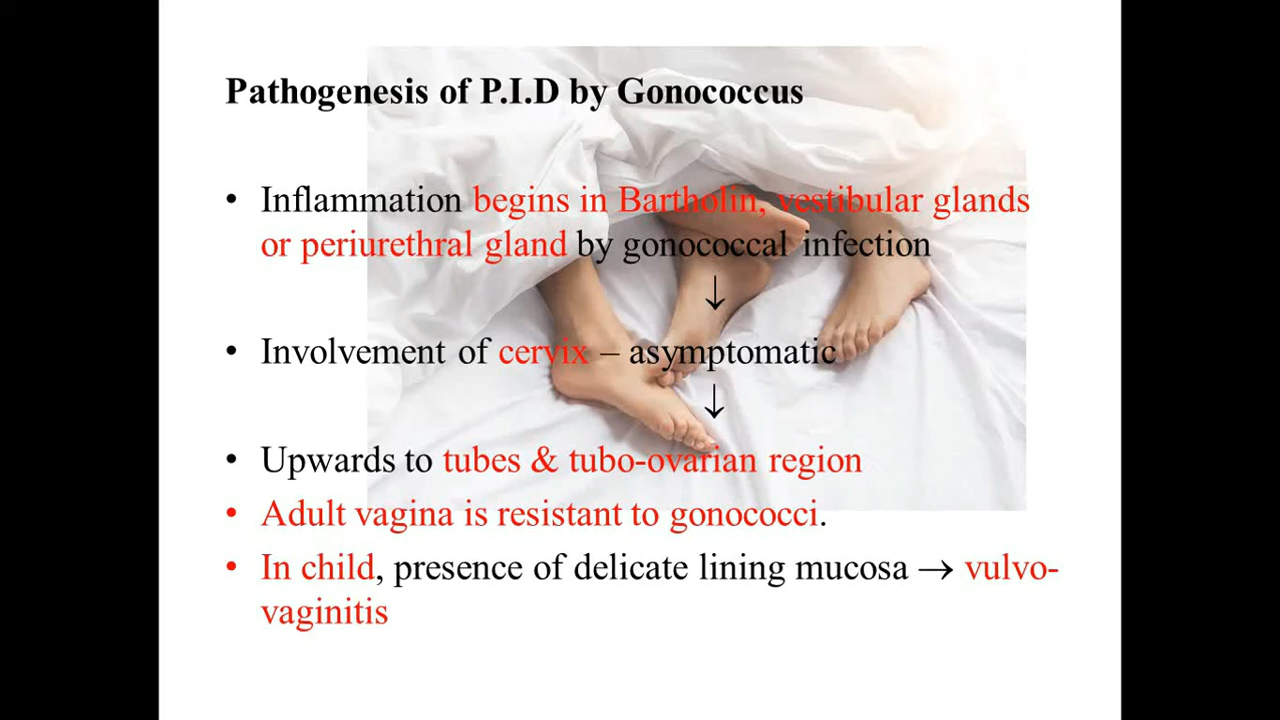 Pathogenesis of P.I.D by Gonococcus
• Inflammation begins in Bartholin, vestibular glands
or periurethral gland by gonococcal infection
↓
• Involvement of cervix – asymptomatic
↓
• Upwards to tubes & tubo-ovarian region
• Adult vagina is resistant to gonococci.
• In child, presence of delicate lining mucosa → vulvo-
vaginitis